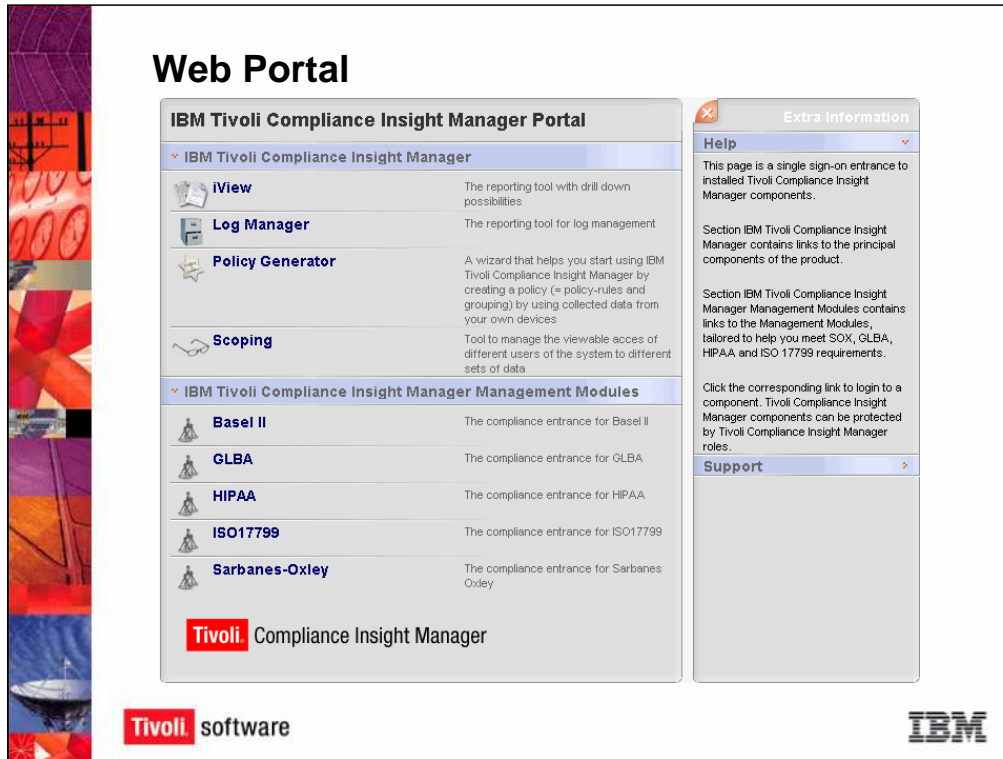 Web Portal
IBM Tivoli Compliance Insight Manager Portal
IBM Tivoli Compliance Insight Manager
iView
The reporting tool with drill down
possibilities
Log Manager
The reporting tool for log management
Policy Generator
A wizard that helps you start using IBM
Tivoli Compliance Insight Manager by
creating a policy (= policy-rules and
grouping) by using collected data from
your own devices
Scoping
Tool to manage the viewable acces of
different users of the system to different
sets of data
IBM Tivoli Compliance Insight Manager Management Modules
Basel II
The compliance entrance for Basel II
GLBA
The compliance entrance for GLBA
HIPAA
The compliance entrance for HIPAA
ISO17799
The compliance entrance for ISO17799
Sarbanes-Oxley
The compliance entrance for Sarbanes
Oxley
Tivoli. Compliance Insight Manager
Extra Information
Help
This page is a single sign-on entrance to
installed Tivoli Compliance Insight
Manager components.
Section IBM Tivoli Compliance Insight
Manager contains links to the principal
components of the product.
Section IBM Tivoli Compliance Insight
Manager Management Modules contains
links to the Management Modules,
tailored to help you meet SOX, GLBA,
HIPAA and ISO 17799 requirements.
Click the corresponding link to login to a
component. Tivoli Compliance Insight
Manager components can be protected
by Tivoli Compliance Insight Manager
roles.
Support
Tivoli. software
IBM